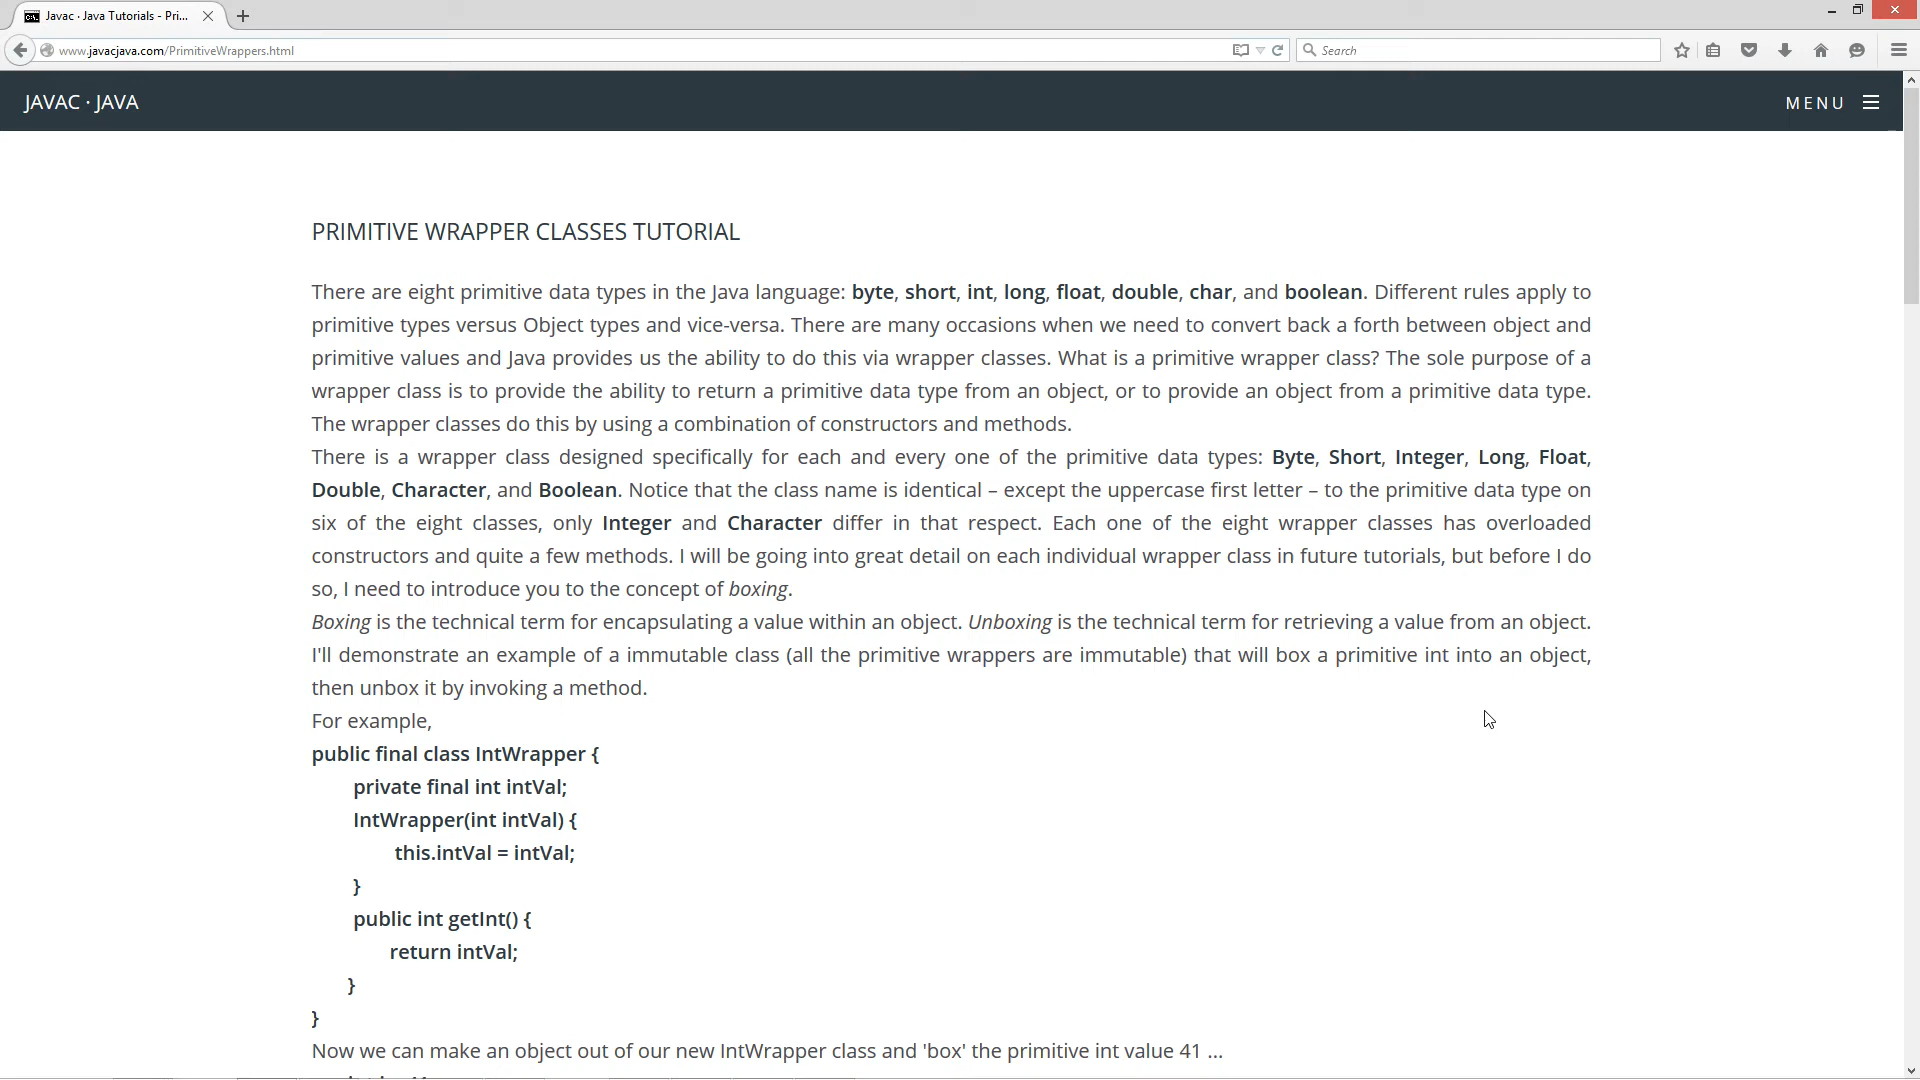 Javac · Java Tutorials - Pri...
www.javacjava.com/PrimitiveWrappers.html
Search
JAVAC · JAVA
MENU
PRIMITIVE WRAPPER CLASSES TUTORIAL
There are eight primitive data types in the Java language: byte, short, int, long, float, double, char, and boolean. Different rules apply to
primitive types versus Object types and vice-versa. There are many occasions when we need to convert back a forth between object and
primitive values and Java provides us the ability to do this via wrapper classes. What is a primitive wrapper class? The sole purpose of a
wrapper class is to provide the ability to return a primitive data type from an object, or to provide an object from a primitive data type.
The wrapper classes do this by using a combination of constructors and methods.
There is a wrapper class designed specifically for each and every one of the primitive data types: Byte, Short, Integer, Long, Float,
Double, Character, and Boolean. Notice that the class name is identical – except the uppercase first letter – to the primitive data type on
six of the eight classes, only Integer and Character differ in that respect. Each one of the eight wrapper classes has overloaded
constructors and quite a few methods. I will be going into great detail on each individual wrapper class in future tutorials, but before I do
so, I need to introduce you to the concept of boxing.
Boxing is the technical term for encapsulating a value within an object. Unboxing is the technical term for retrieving a value from an object.
I'll demonstrate an example of a immutable class (all the primitive wrappers are immutable) that will box a primitive int into an object,
then unbox it by invoking a method.
For example,
public final class IntWrapper {
private final int intVal;
IntWrapper(int intVal) {
this.intVal = intVal;
}
public int getInt() {
return intVal;
}
}
Now we can make an object out of our new IntWrapper class and 'box' the primitive int value 41 ...